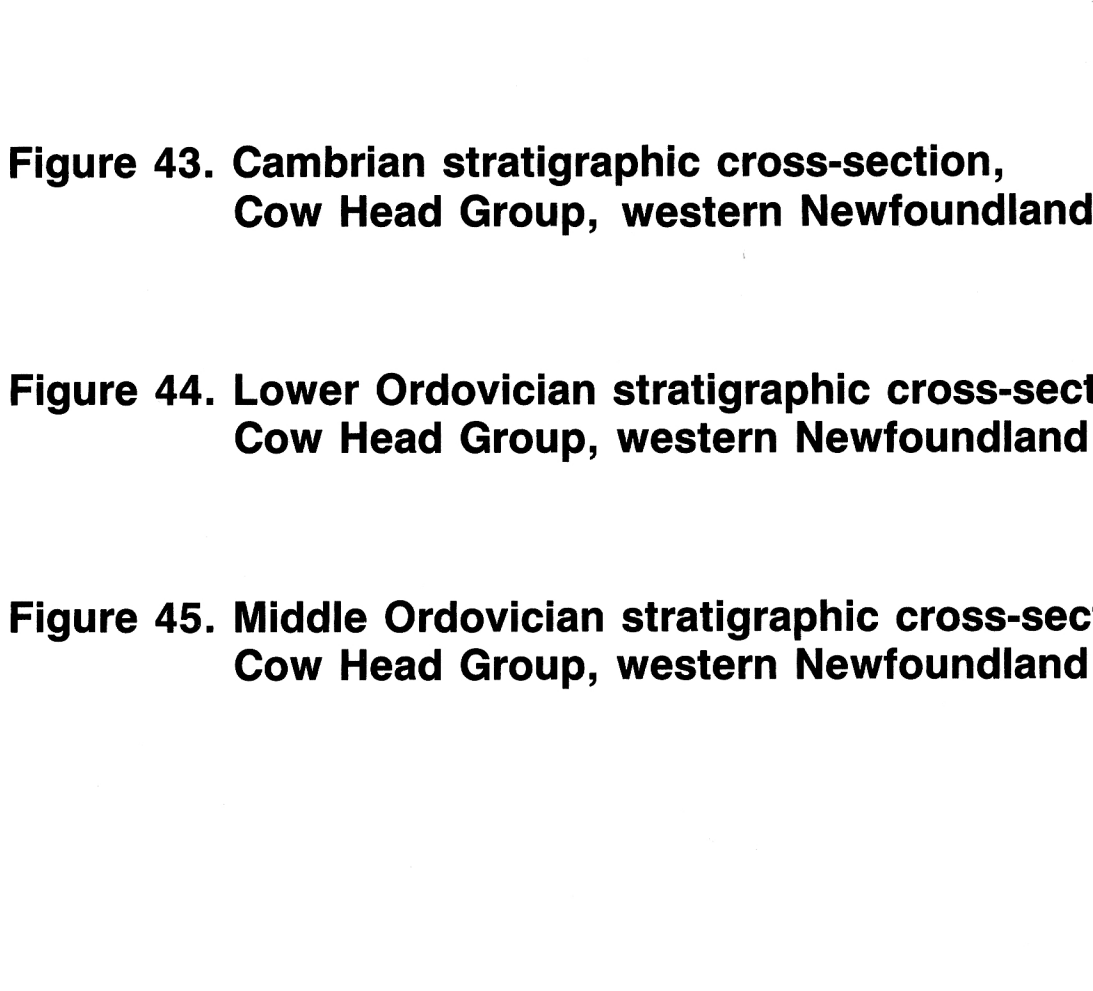 Figure 43. Cambrian stratigraphic cross-section,
Cow Head Group, western Newfoundland
Figure 44. Lower Ordovician stratigraphic cross-sect
Cow Head Group, western Newfoundland
Figure 45. Middle Ordovician stratigraphic cross-sec
Cow Head Group, western Newfoundland